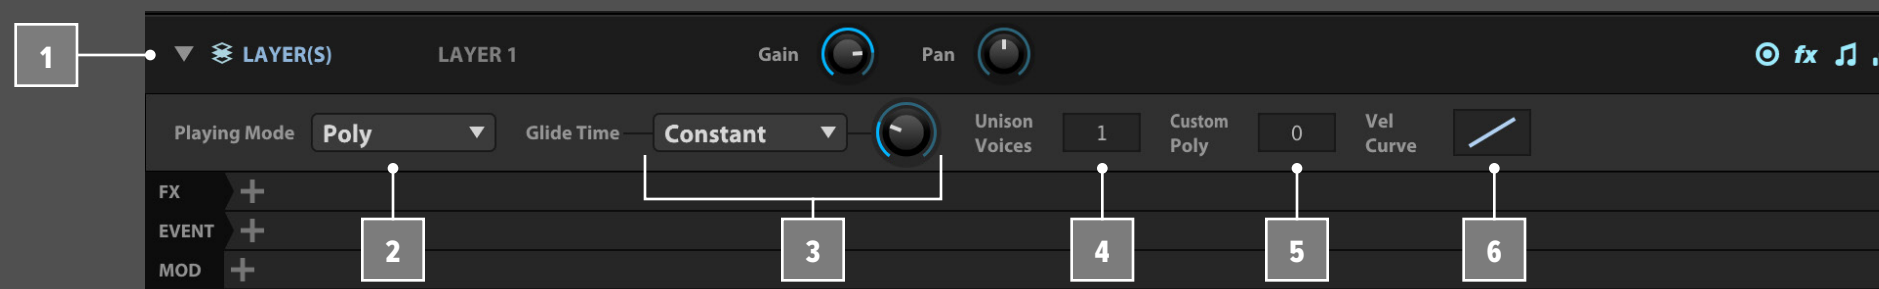 1
LAYER(S) LAYER 1 Gain Pan fx
Playing Mode Poly Glide Time Constant Unison Voices 1 Custom Poly 0 Vel Curve
FX
EVENT
MOD
2 3 4 5 6